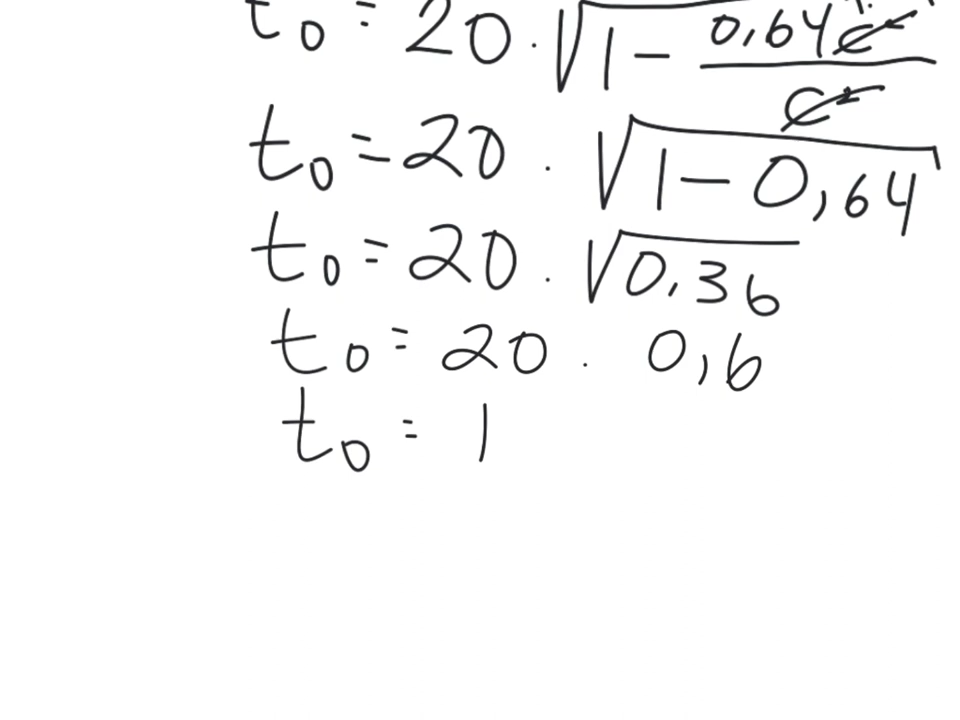 t₀ = 20 · √1 - 0,64c² / c²
t₀ = 20 · √1 - 0,64
t₀ = 20 · √0,36
t₀ = 20 · 0,6
t₀ = 1